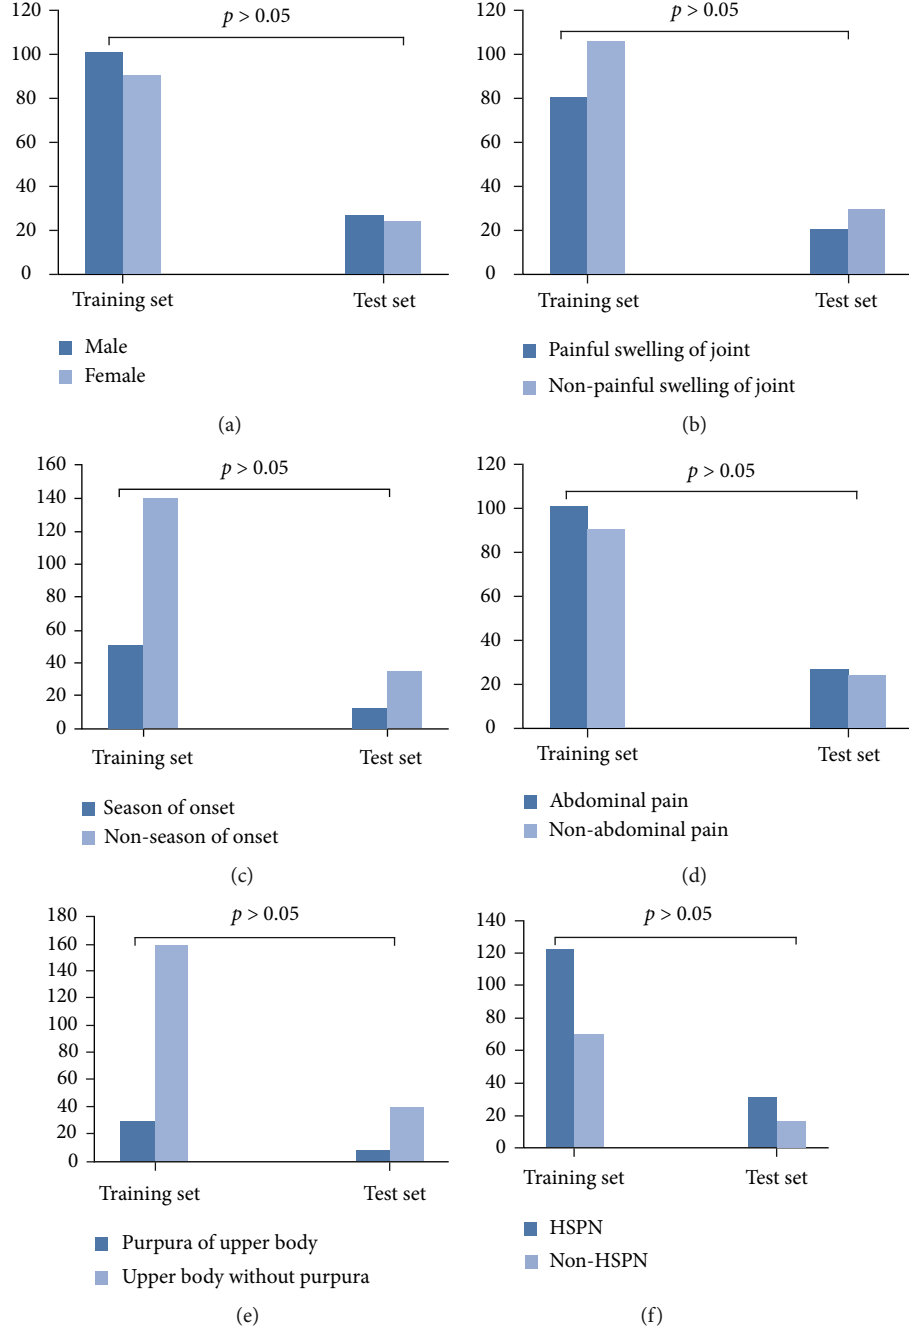 120
100
80
60
40
20
0
p > 0.05
Training set
Test set
Male
Female
(a)
120
100
80
60
40
20
0
p > 0.05
Training set
Test set
Painful swelling of joint
Non-painful swelling of joint
(b)
160
140
120
100
80
60
40
20
0
p > 0.05
Training set
Test set
Season of onset
Non-season of onset
(c)
120
100
80
60
40
20
0
p > 0.05
Training set
Test set
Abdominal pain
Non-abdominal pain
(d)
180
160
140
120
100
80
60
40
20
0
p > 0.05
Training set
Test set
Purpura of upper body
Upper body without purpura
(e)
140
120
100
80
60
40
20
0
p > 0.05
Training set
Test set
HSPN
Non-HSPN
(f)